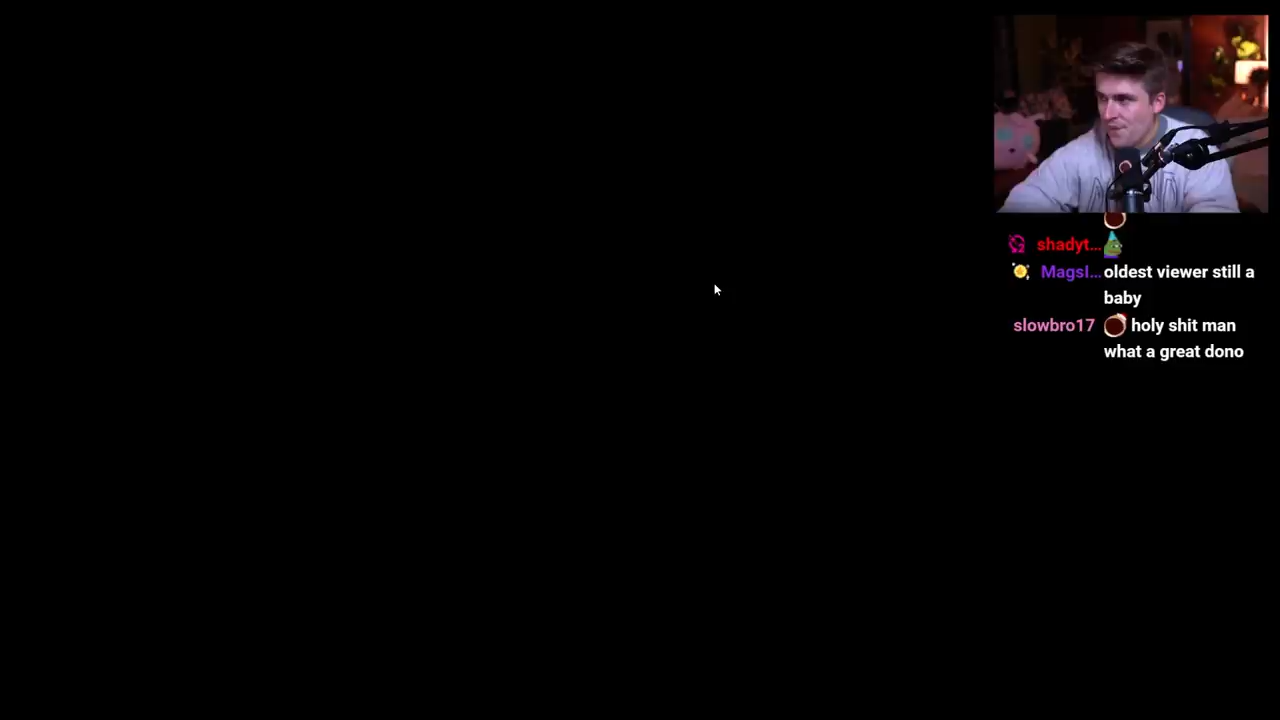 shadyt...
Magsl... oldest viewer still a
baby
slowbro17 holy shit man
what a great dono